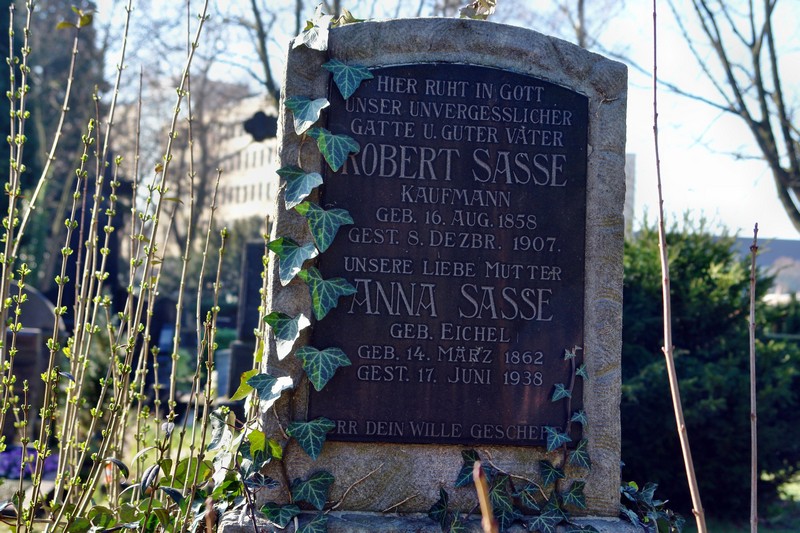 HIER RUHT IN GOTT
UNSER UNVERGESSLICHER
GATTE U. GUTER VATER
ROBERT SASSE
KAUFMANN
GEB. 16. AUG. 1858
GEST. 8. DEZBR. 1907.
UNSERE LIEBE MUTTER
ANNA SASSE
GEB. EICHEL
GEB. 14. MÄRZ 1862
GEST. 17. JUNI 1938
DEIN WILLE